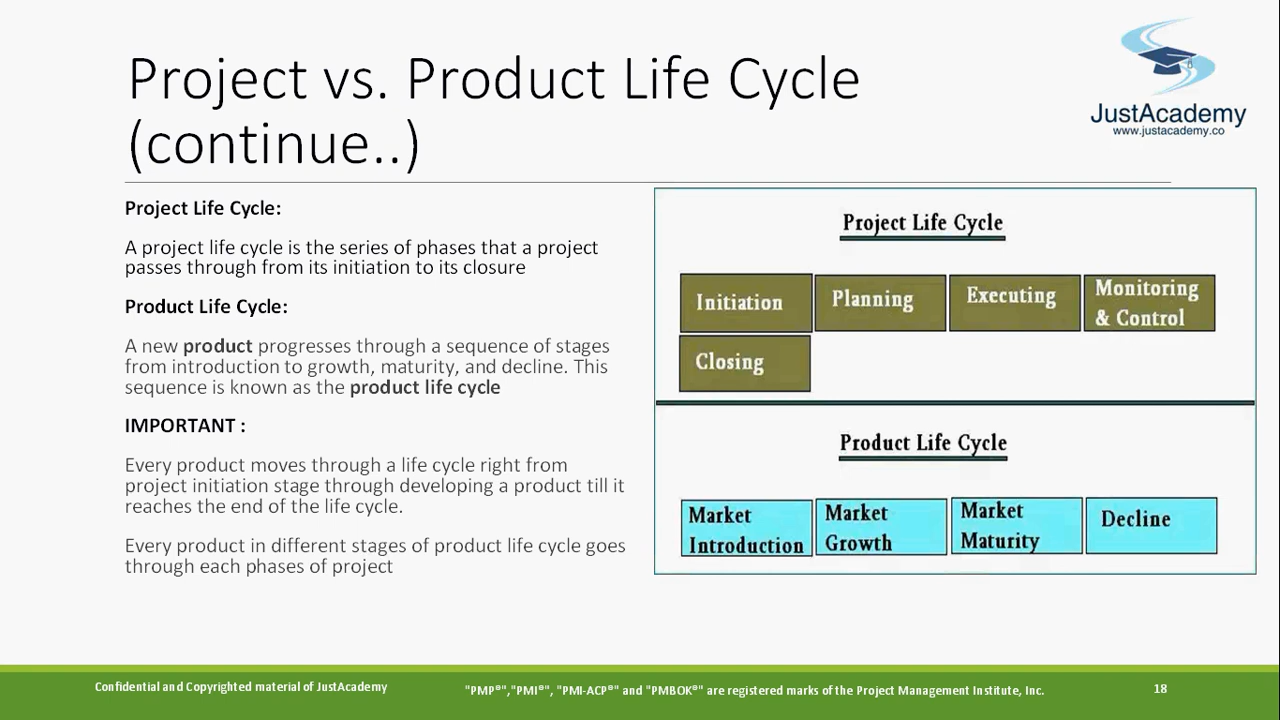 Project vs. Product Life Cycle
(continue..)
JustAcademy
www.justacademy.co
Project Life Cycle:
A project life cycle is the series of phases that a project
passes through from its initiation to its closure
Product Life Cycle:
A new product progresses through a sequence of stages
from introduction to growth, maturity, and decline. This
sequence is known as the product life cycle
IMPORTANT :
Every product moves through a life cycle right from
project initiation stage through developing a product till it
reaches the end of the life cycle.
Every product in different stages of product life cycle goes
through each phases of project
Project Life Cycle
Initiation
Planning
Executing
Monitoring
& Control
Closing
Product Life Cycle
Market
Introduction
Market
Growth
Market
Maturity
Decline
Confidential and Copyrighted material of JustAcademy
"PMP®","PMI®", "PMI-ACP®" and "PMBOK®" are registered marks of the Project Management Institute, Inc.
18